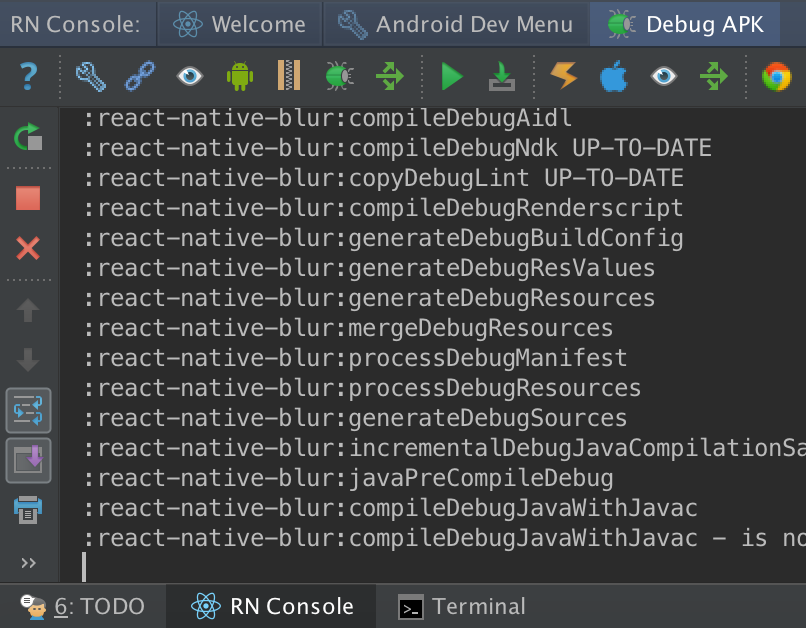 RN Console: Welcome Android Dev Menu Debug APK
:react-native-blur:compileDebugAidl
:react-native-blur:compileDebugNdk UP-TO-DATE
:react-native-blur:copyDebugLint UP-TO-DATE
:react-native-blur:compileDebugRenderscript
:react-native-blur:generateDebugBuildConfig
:react-native-blur:generateDebugResValues
:react-native-blur:generateDebugResources
:react-native-blur:mergeDebugResources
:react-native-blur:processDebugManifest
:react-native-blur:processDebugResources
:react-native-blur:generateDebugSources
:react-native-blur:incrementalDebugJavaCompilationSa
:react-native-blur:javaPreCompileDebug
:react-native-blur:compileDebugJavaWithJavac
:react-native-blur:compileDebugJavaWithJavac - is no
6: TODO RN Console Terminal